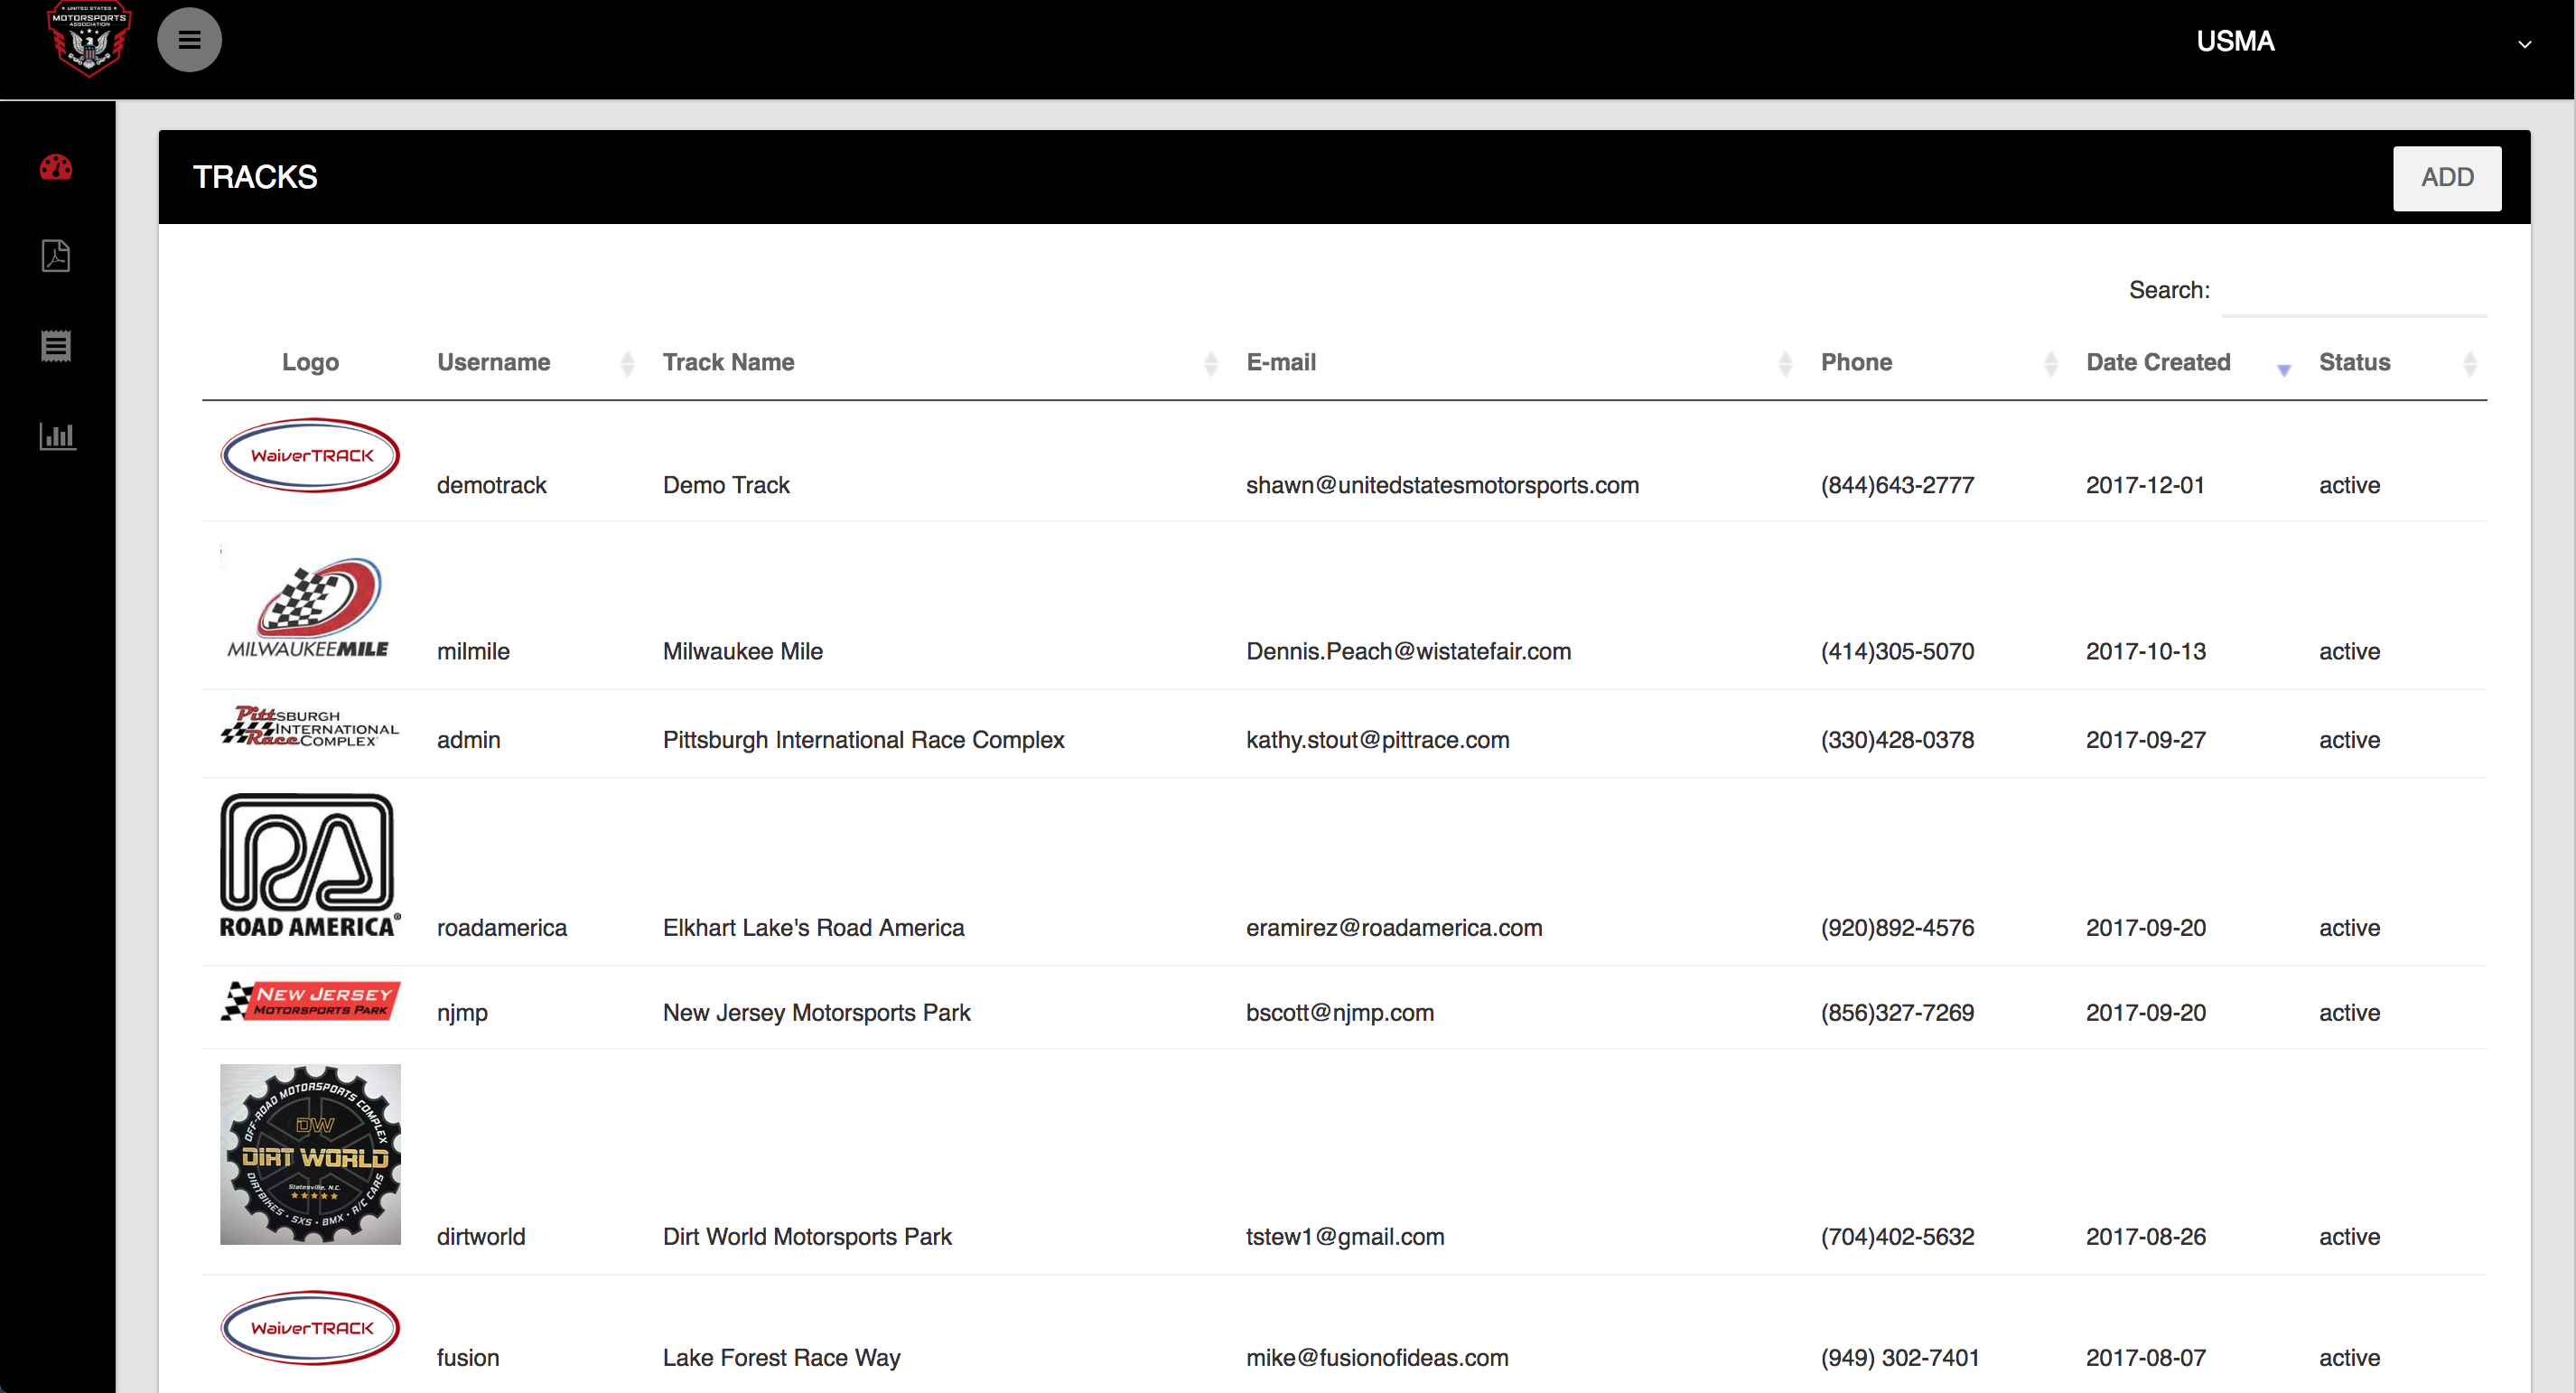 UNITED STATES
MOTORSPORTS
ASSOCIATION
USMA
TRACKS
ADD
Search:
Logo Username Track Name E-mail Phone Date Created Status
WaiverTRACK
demotrack Demo Track shawn@unitedstatesmotorsports.com (844)643-2777 2017-12-01 active
MILWAUKEEMILE
milmile Milwaukee Mile Dennis.Peach@wistatefair.com (414)305-5070 2017-10-13 active
PittSBURGH
INTERNATIONAL
RaceCOMPLEX
admin Pittsburgh International Race Complex kathy.stout@pittrace.com (330)428-0378 2017-09-27 active
RA
ROAD AMERICA®
roadamerica Elkhart Lake's Road America eramirez@roadamerica.com (920)892-4576 2017-09-20 active
NEW JERSEY
MOTORSPORTS PARK
njmp New Jersey Motorsports Park bscott@njmp.com (856)327-7269 2017-09-20 active
OFF-ROAD MOTORSPORTS COMPLEX
DW
DIRT WORLD
Statesville, N.C.
DIRTBIKES • SXS • BMX • R/C CARS
dirtworld Dirt World Motorsports Park tstew1@gmail.com (704)402-5632 2017-08-26 active
WaiverTRACK
fusion Lake Forest Race Way mike@fusionofideas.com (949) 302-7401 2017-08-07 active